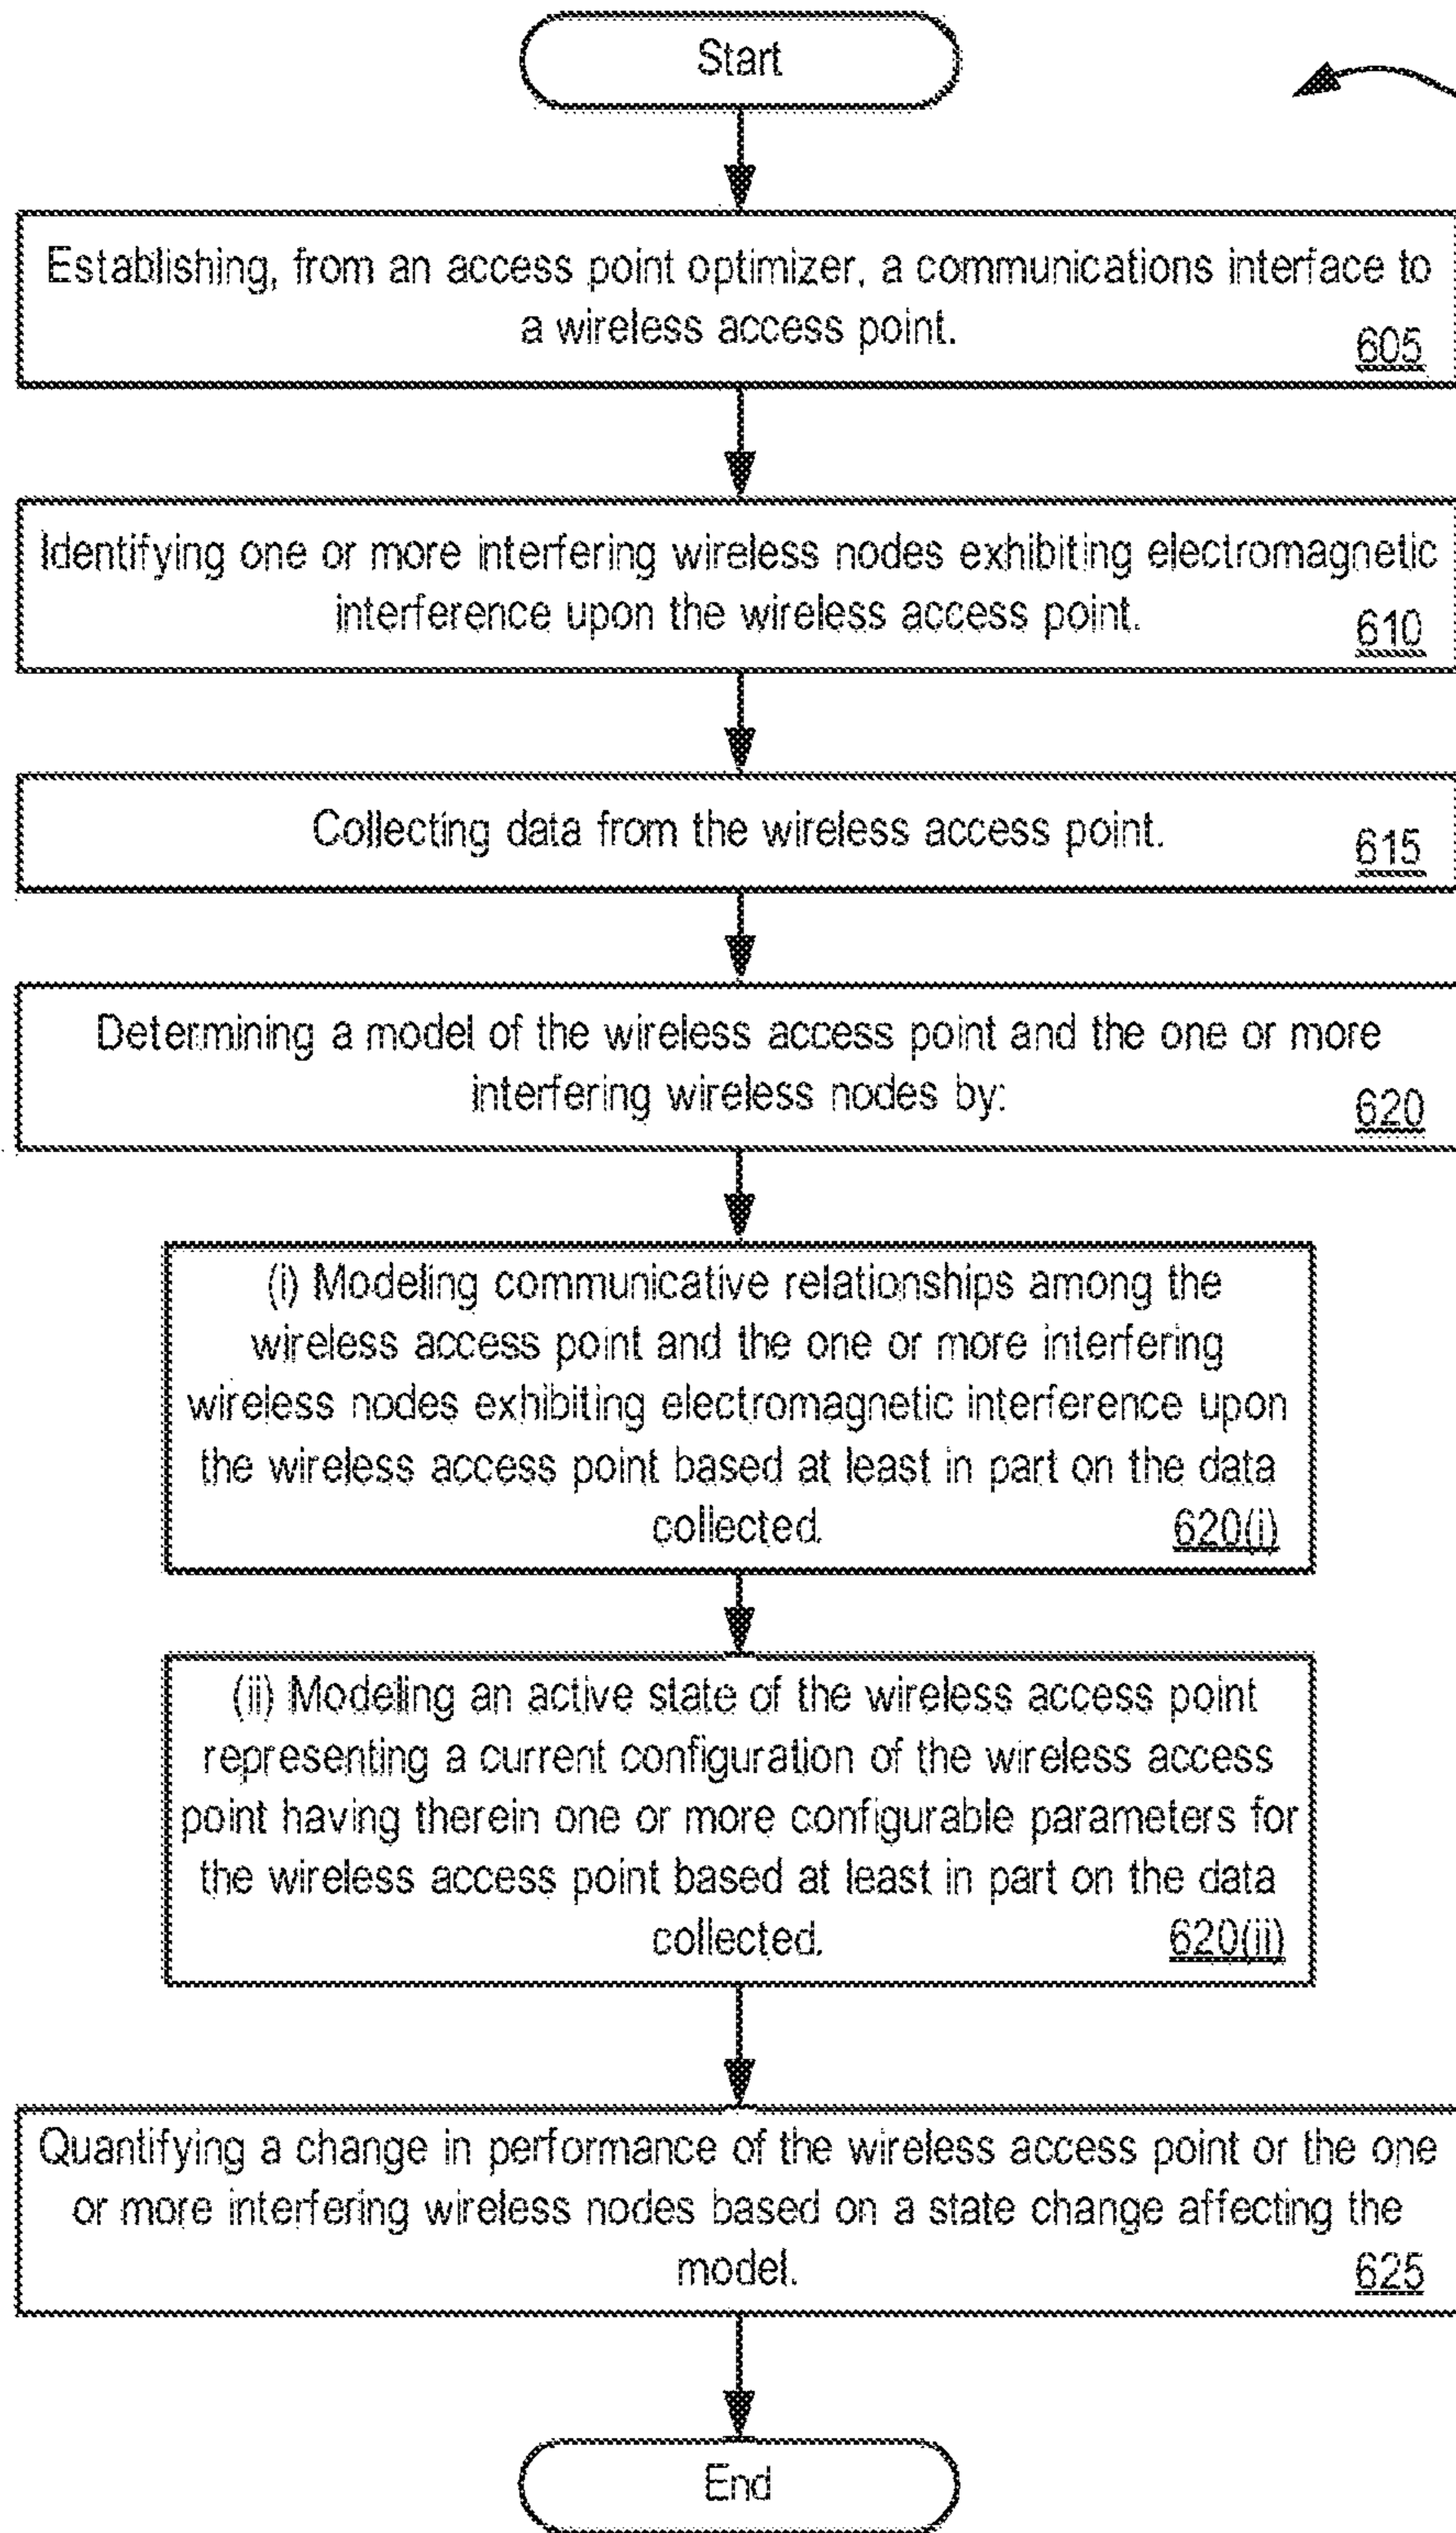 Start
Establishing, from an access point optimizer, a communications interface to
a wireless access point.
605
Identifying one or more interfering wireless nodes exhibiting electromagnetic
interference upon the wireless access point.
610
Collecting data from the wireless access point.
615
Determining a model of the wireless access point and the one or more
interfering wireless nodes by:
620
(i) Modeling communicative relationships among the
wireless access point and the one or more interfering
wireless nodes exhibiting electromagnetic interference upon
the wireless access point based at least in part on the data
collected.
620(i)
(ii) Modeling an active state of the wireless access point
representing a current configuration of the wireless access
point having therein one or more configurable parameters for
the wireless access point based at least in part on the data
collected.
620(ii)
Quantifying a change in performance of the wireless access point or the one
or more interfering wireless nodes based on a state change affecting the
model.
625
End